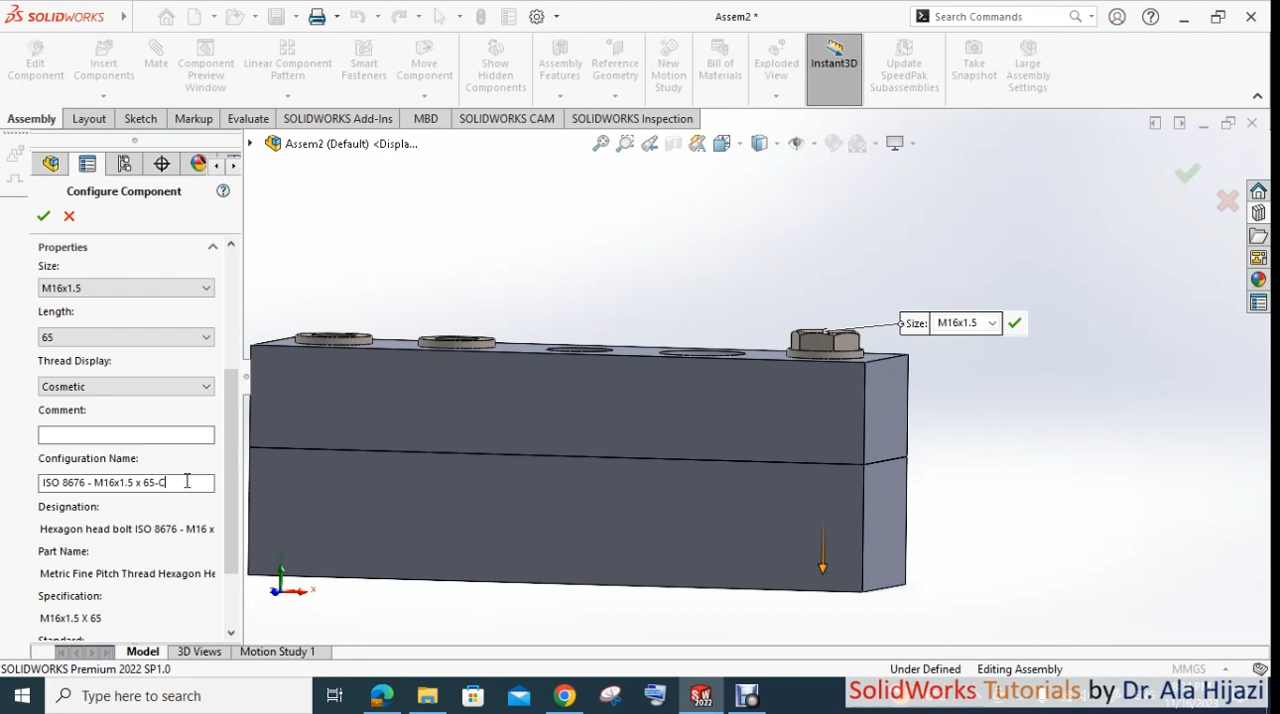 SOLIDWORKS
Assem2 *
Search Commands
Edit Component
Insert Components
Mate
Component Preview Window
Linear Component Pattern
Smart Fasteners
Move Component
Show Hidden Components
Assembly Features
Reference Geometry
New Motion Study
Bill of Materials
Exploded View
Instant3D
Update SpeedPak Subassemblies
Take Snapshot
Large Assembly Settings
Assembly
Layout
Sketch
Markup
Evaluate
SOLIDWORKS Add-Ins
MBD
SOLIDWORKS CAM
SOLIDWORKS Inspection
Assem2 (Default) <Displa...
Configure Component
Properties
Size:
M16x1.5
Length:
65
Thread Display:
Cosmetic
Comment:
Configuration Name:
ISO 8676 - M16x1.5 x 65-C
Designation:
Hexagon head bolt ISO 8676 - M16 x
Part Name:
Metric Fine Pitch Thread Hexagon He
Specification:
M16x1.5 X 65
Standard:
Size: M16x1.5
x
Model
3D Views
Motion Study 1
SOLIDWORKS Premium 2022 SP1.0
Under Defined
Editing Assembly
MMGS
Type here to search
SW 2022
SolidWorks Tutorials by Dr. Ala Hijazi